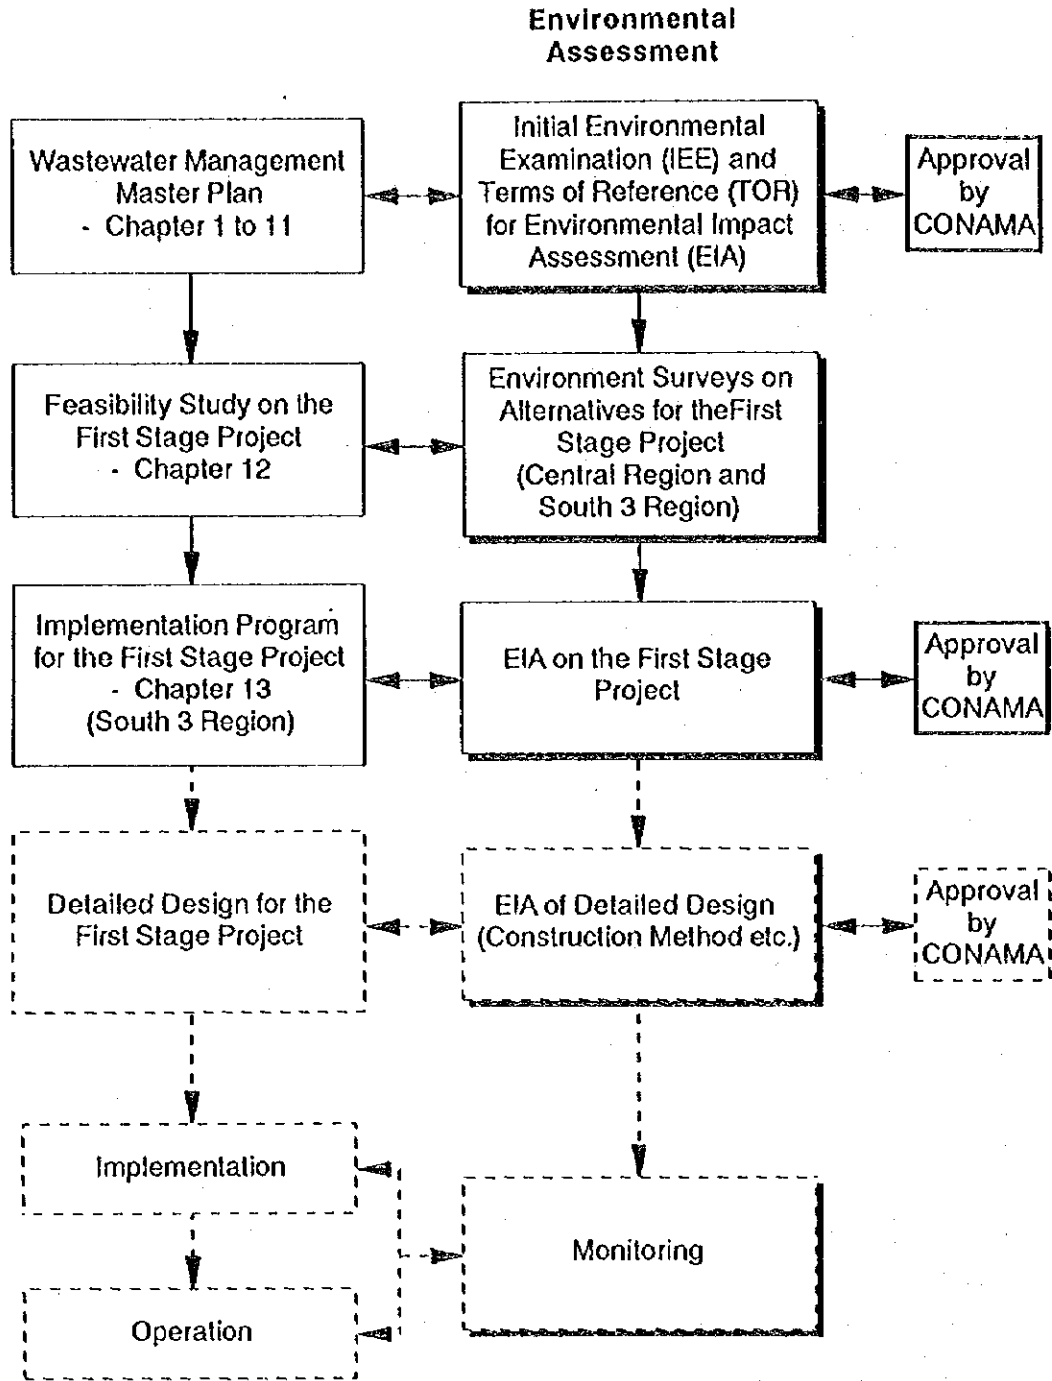 Environmental
Assessment
Wastewater Management
Master Plan
- Chapter 1 to 11
Initial Environmental
Examination (IEE) and
Terms of Reference (TOR)
for Environmental Impact
Assessment (EIA)
Approval
by
CONAMA
Feasibility Study on the
First Stage Project
- Chapter 12
Environment Surveys on
Alternatives for theFirst
Stage Project
(Central Region and
South 3 Region)
Implementation Program
for the First Stage Project
- Chapter 13
(South 3 Region)
EIA on the First Stage
Project
Approval
by
CONAMA
Detailed Design for the
First Stage Project
EIA of Detailed Design
(Construction Method etc.)
Approval
by
CONAMA
Implementation
Monitoring
Operation